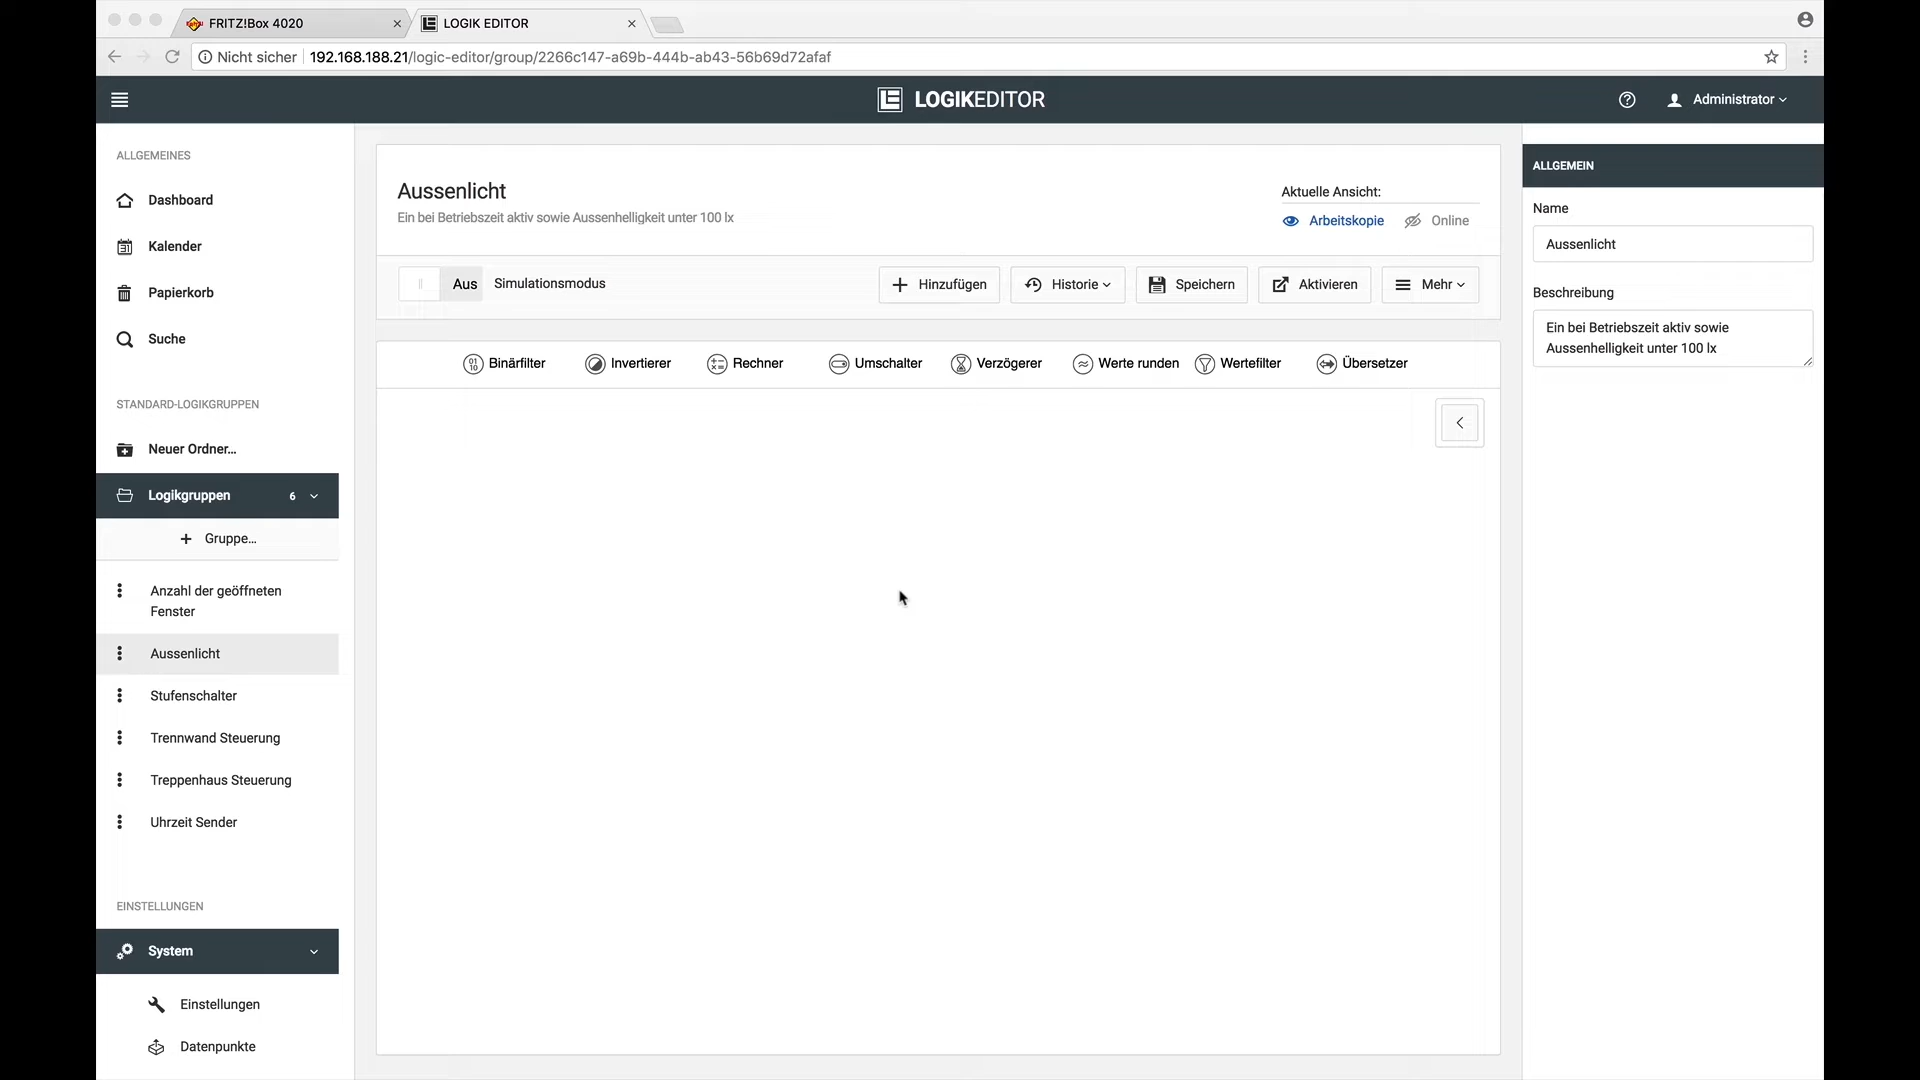 FRITZ!Box 4020
LOGIK EDITOR
Nicht sicher
192.168.188.21/logic-editor/group/2266c147-a69b-444b-ab43-56b69d72afaf
LOGIKEDITOR
Administrator
ALLGEMEINES
Dashboard
Kalender
Papierkorb
Suche
STANDARD-LOGIKGRUPPEN
Neuer Ordner...
Logikgruppen 6
Gruppe...
Anzahl der geöffneten
Fenster
Aussenlicht
Stufenschalter
Trennwand Steuerung
Treppenhaus Steuerung
Uhrzeit Sender
EINSTELLUNGEN
System
Einstellungen
Datenpunkte
Aussenlicht
Ein bei Betriebszeit aktiv sowie Aussenhelligkeit unter 100 lx
Aktuelle Ansicht:
Arbeitskopie
Online
Aus
Simulationsmodus
Hinzufügen
Historie
Speichern
Aktivieren
Mehr
Binärfilter
Invertierer
Rechner
Umschalter
Verzögerer
Werte runden
Wertefilter
Übersetzer
ALLGEMEIN
Name
Aussenlicht
Beschreibung
Ein bei Betriebszeit aktiv sowie
Aussenhelligkeit unter 100 lx